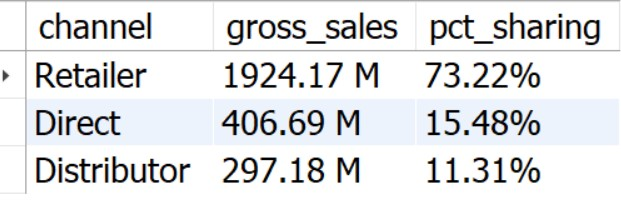 channel gross_sales pct_sharing
Retailer 1924.17 M 73.22%
Direct 406.69 M 15.48%
Distributor 297.18 M 11.31%